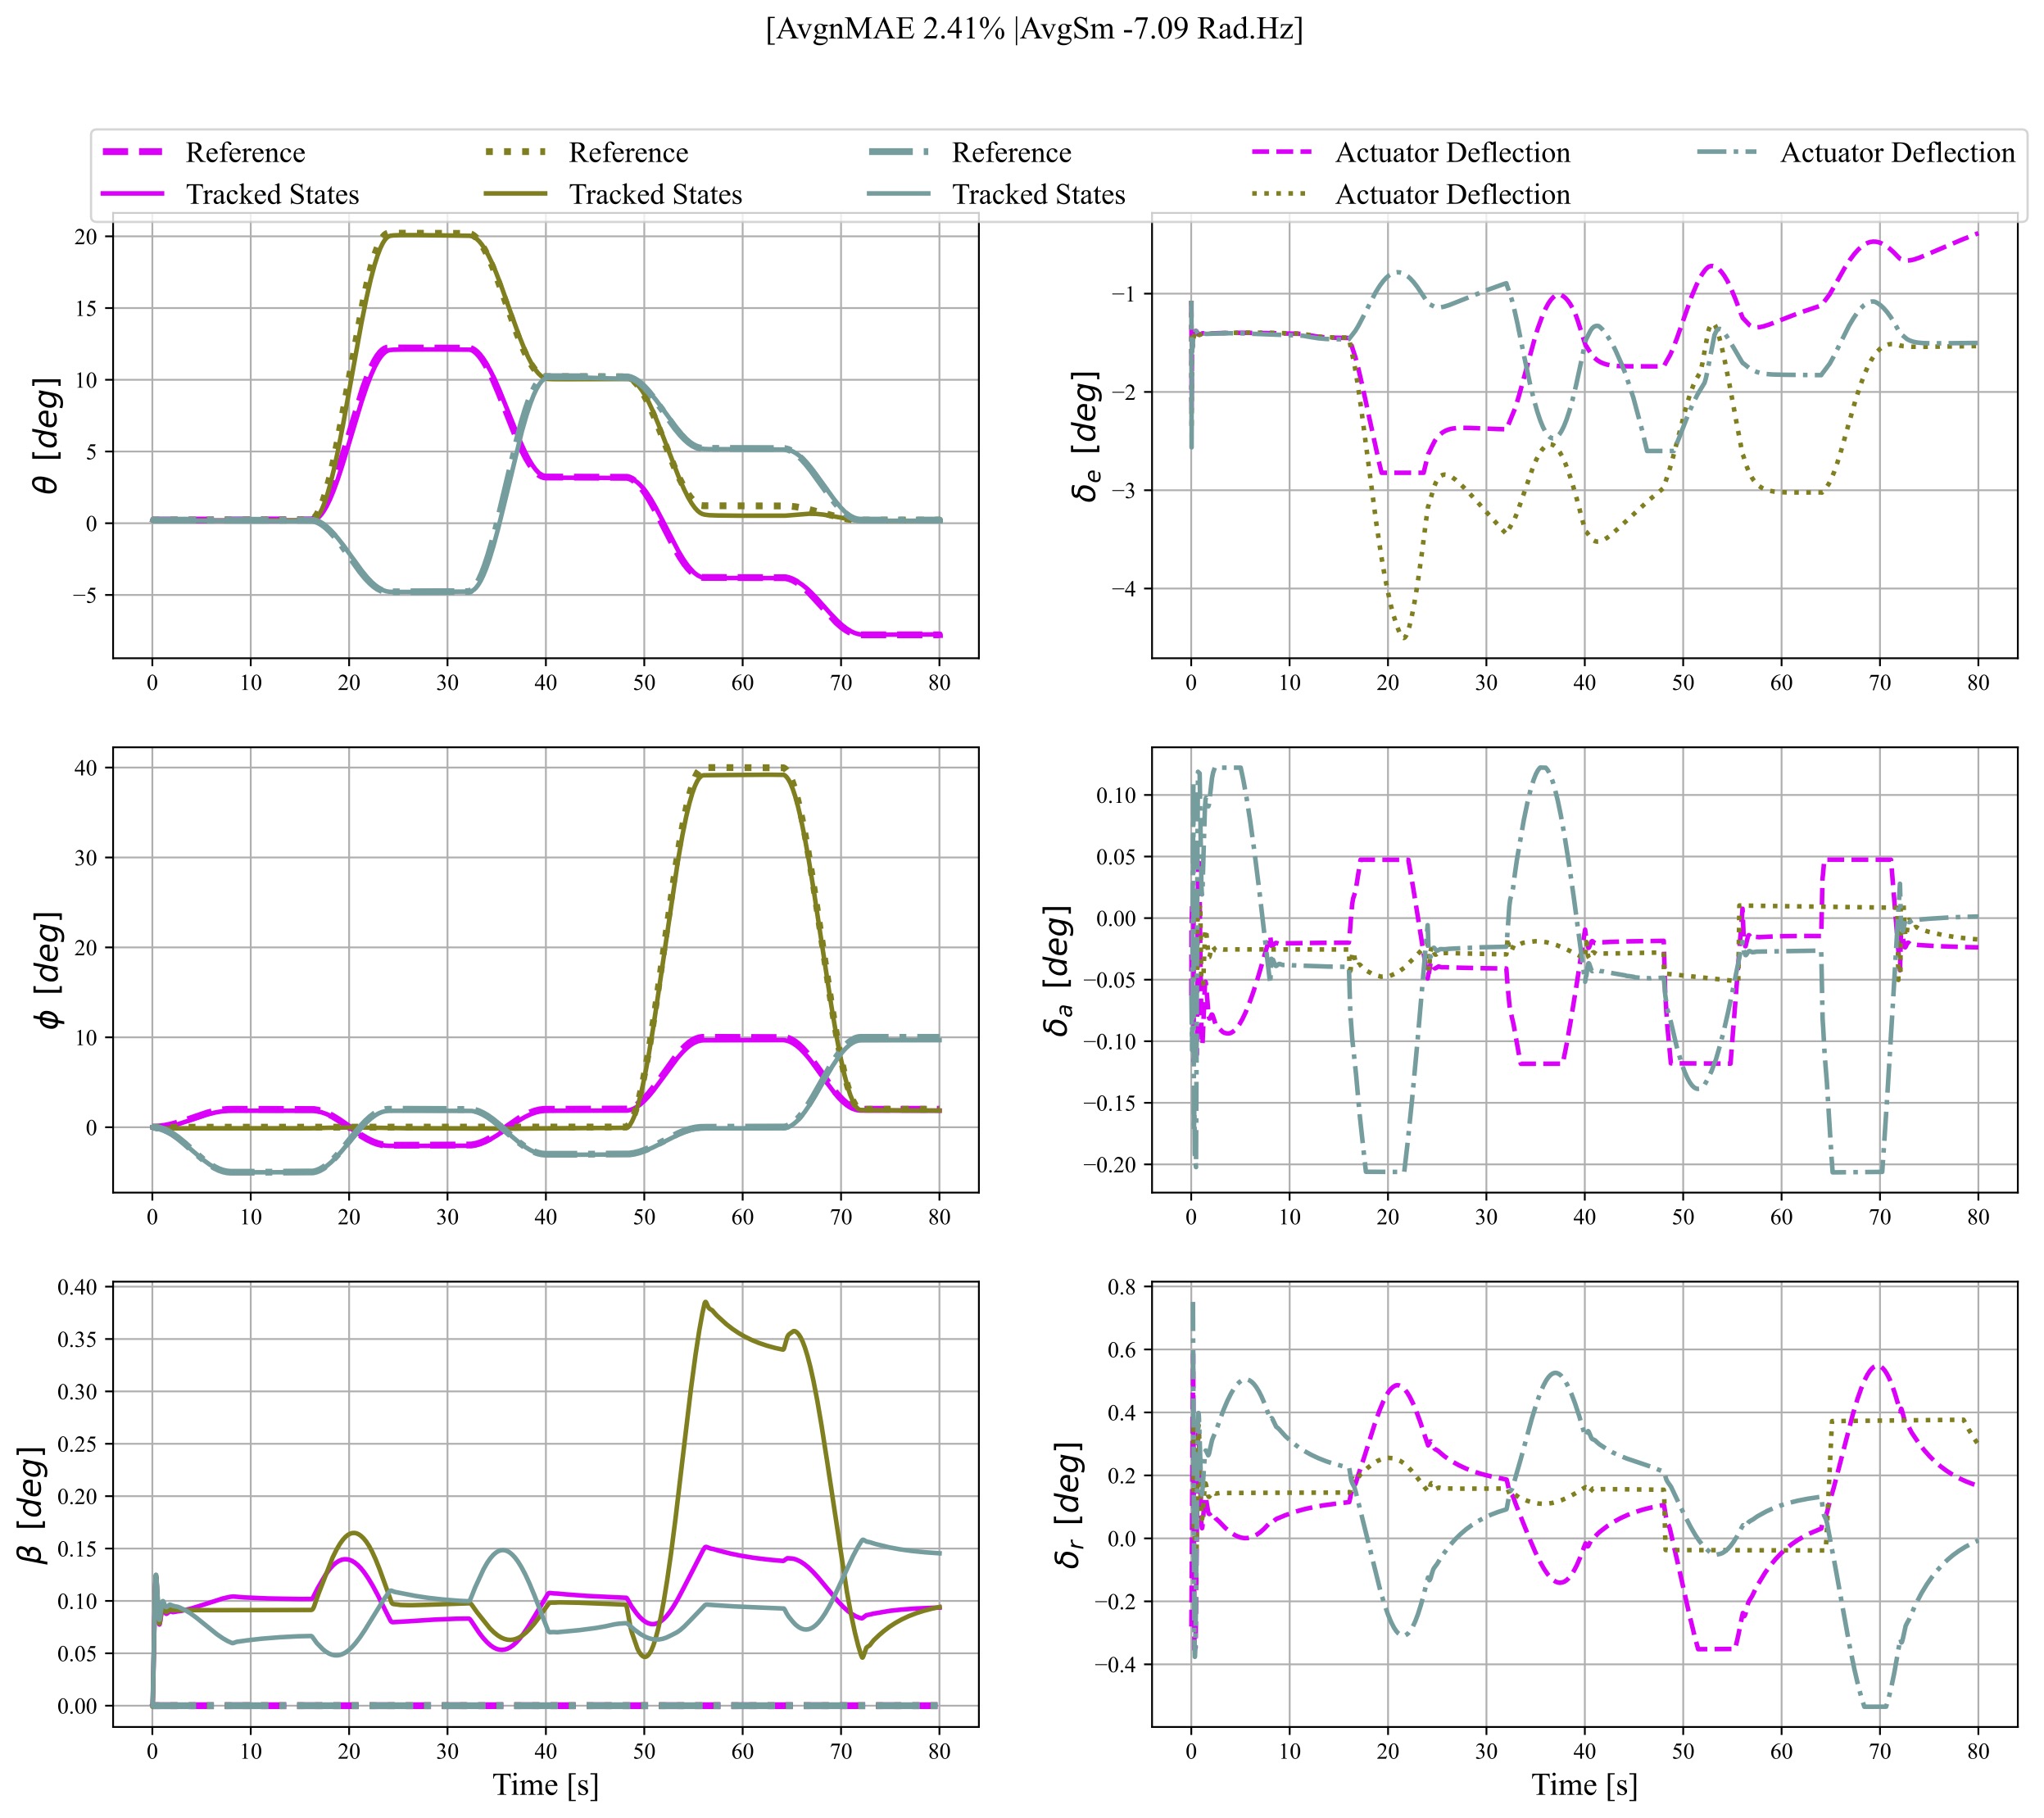 [AvgnMAE 2.41% |AvgSm -7.09 Rad.Hz]
Reference Reference Reference Actuator Deflection Actuator Deflection
Tracked States Tracked States Tracked States Actuator Deflection
θ [deg]
20
15
10
5
0
−5
0 10 20 30 40 50 60 70 80
δe [deg]
−1
−2
−3
−4
0 10 20 30 40 50 60 70 80
ϕ [deg]
40
30
20
10
0
0 10 20 30 40 50 60 70 80
δa [deg]
0.10
0.05
0.00
−0.05
−0.10
−0.15
−0.20
0 10 20 30 40 50 60 70 80
β [deg]
0.40
0.35
0.30
0.25
0.20
0.15
0.10
0.05
0.00
0 10 20 30 40 50 60 70 80
Time [s]
δr [deg]
0.8
0.6
0.4
0.2
0.0
−0.2
−0.4
0 10 20 30 40 50 60 70 80
Time [s]